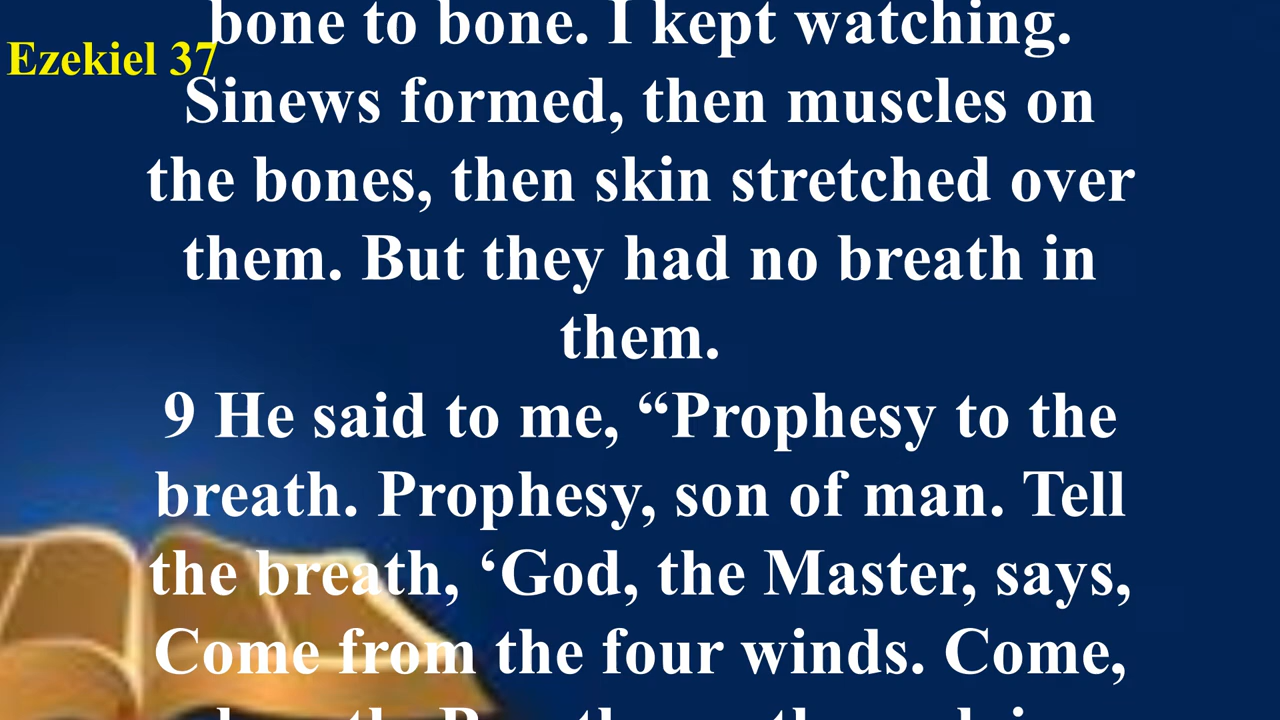 bone to bone. I kept watching.
Ezekiel 37
Sinews formed, then muscles on
the bones, then skin stretched over
them. But they had no breath in
them.
9 He said to me, “Prophesy to the
breath. Prophesy, son of man. Tell
the breath, ‘God, the Master, says,
Come from the four winds. Come,